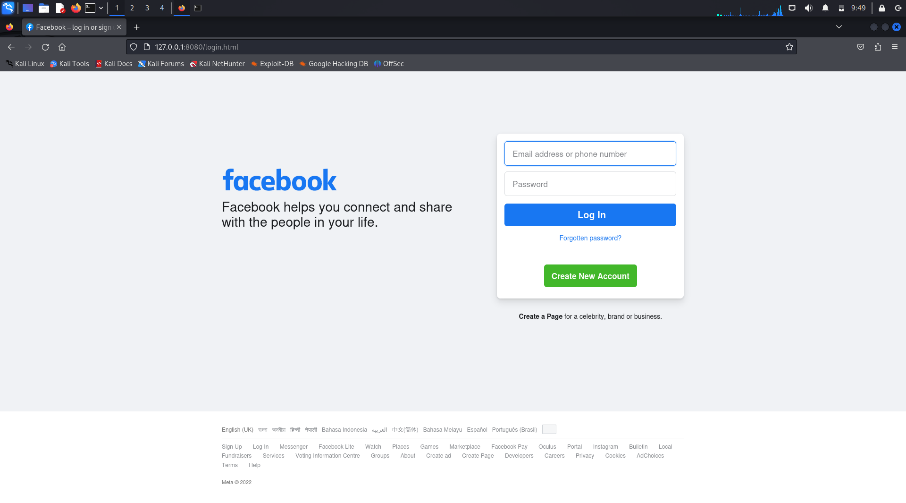 1 2 3 4
9:49
Facebook – log in or sign
127.0.0.1:8080/login.html
Kali Linux Kali Tools Kali Docs Kali Forums Kali NetHunter Exploit-DB Google Hacking DB OffSec
facebook
Facebook helps you connect and share
with the people in your life.
Email address or phone number
Password
Log In
Forgotten password?
Create New Account
Create a Page for a celebrity, brand or business.
English (UK) বাংলা অসমীয়া हिन्दी नेपाली Bahasa Indonesia العربية 中文(简体) Bahasa Melayu Español Português (Brasil)
Sign Up Log In Messenger Facebook Lite Watch Places Games Marketplace Facebook Pay Oculus Portal Instagram Bulletin Local
Fundraisers Services Voting Information Centre Groups About Create ad Create Page Developers Careers Privacy Cookies AdChoices
Terms Help
Meta © 2022